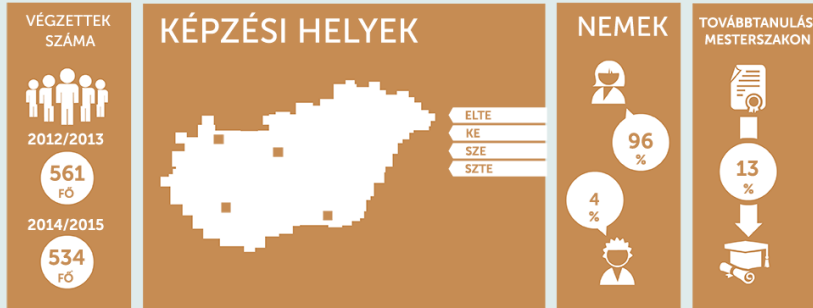 VÉGZETTEK
SZÁMA
2012/2013
561
FŐ
2014/2015
534
FŐ
KÉPZÉSI HELYEK
ELTE
KE
SZE
SZTE
NEMEK
96
%
4
%
TOVÁBBTANULÁS
MESTERSZAKON
13
%